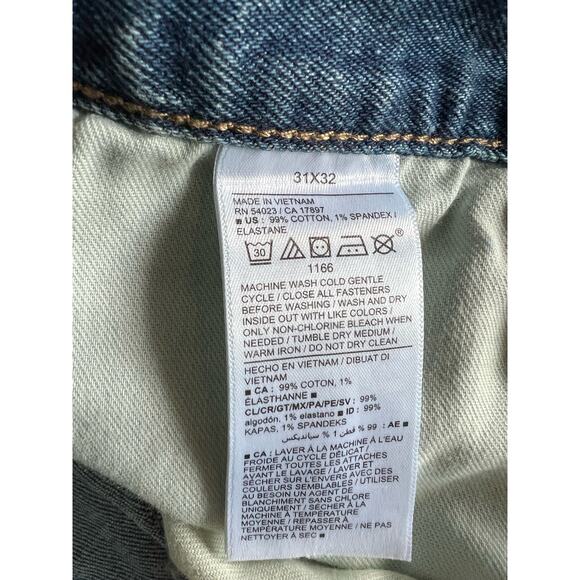 31X32
MADE IN VIETNAM
RN 54023 / CA 17897
■ US : 99% COTTON, 1% SPANDEX /
ELASTANE
30 ®
1166
MACHINE WASH COLD GENTLE
CYCLE / CLOSE ALL FASTENERS
BEFORE WASHING / WASH AND DRY
INSIDE OUT WITH LIKE COLORS /
ONLY NON-CHLORINE BLEACH WHEN
NEEDED / TUMBLE DRY MEDIUM /
WARM IRON / DO NOT DRY CLEAN
HECHO EN VIETNAM / DIBUAT DI
VIETNAM
■ CA : 99% COTON, 1%
ÉLASTHANNE ■
CL/CR/GT/MX/PA/PE/SV : 99%
algodón, 1% elastano ■ ID : 99%
KAPAS, 1% SPANDEKS
■ AE : 99 % قطن 1 % سباندیکس
■ CA : LAVER À LA MACHINE À L'EAU
FROIDE AU CYCLE DÉLICAT /
FERMER TOUTES LES ATTACHES
AVANT LE LAVAGE / LAVER ET
SÉCHER SUR L'ENVERS AVEC DES
COULEURS SEMBLABLES / UTILISER
AU BESOIN UN AGENT DE
BLANCHIMENT SANS CHLORE
UNIQUEMENT / SÉCHER À LA
MACHINE À TEMPÉRATURE
MOYENNE / REPASSER À
TEMPÉRATURE MOYENNE / NE PAS
NETTOYER À SEC